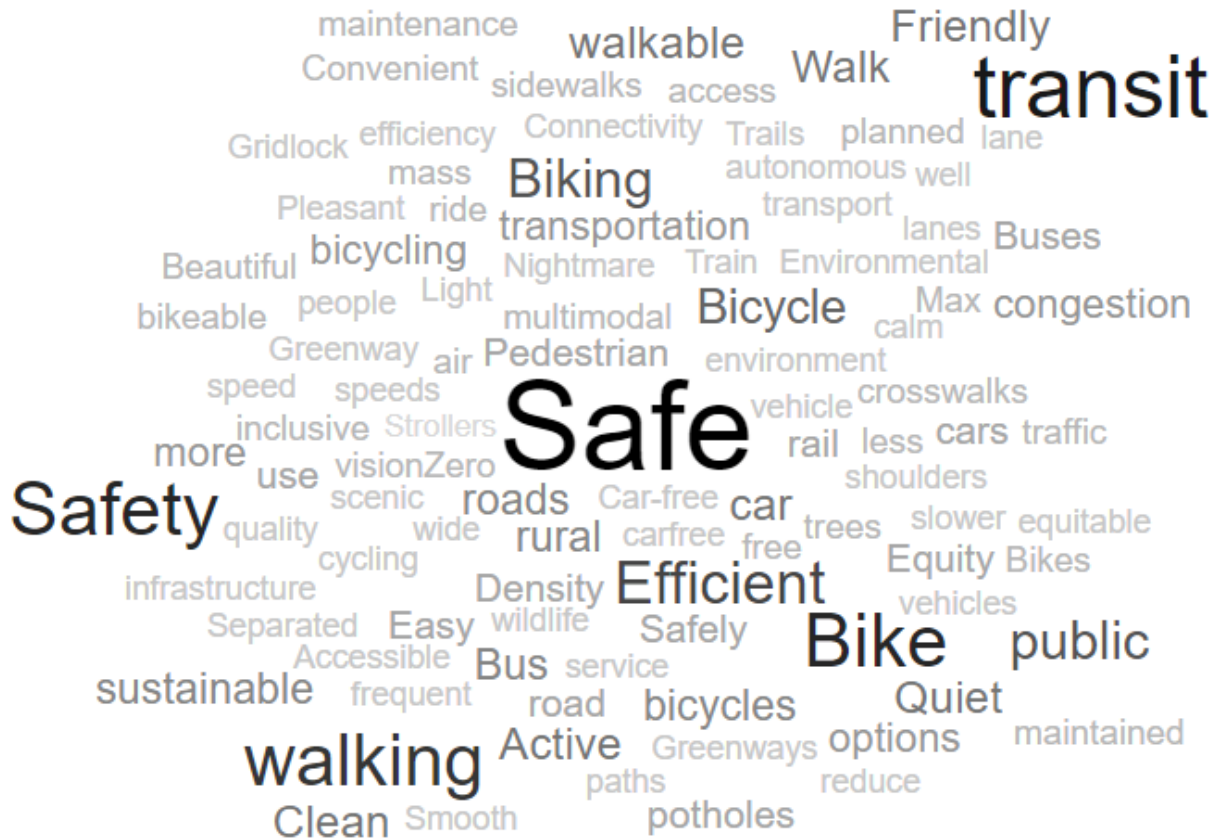 maintenance walkable Friendly
Convenient sidewalks access Walk transit
Gridlock efficiency Connectivity Trails planned lane
mass Biking autonomous well
Pleasant ride transportation transport lanes Buses
Beautiful bicycling Nightmare Train Environmental
bikeable people Light multimodal Bicycle Max congestion
calm
Greenway air Pedestrian environment
speed speeds Safe vehicle crosswalks
inclusive Strollers rail less cars traffic
more use visionZero shoulders
Safety scenic roads Car-free car
quality wide rural carfree free trees slower equitable
cycling Equity Bikes
infrastructure Density Efficient vehicles
Separated Easy wildlife Safely Bike public
Accessible Bus service
sustainable frequent road bicycles Quiet
walking Active Greenways options maintained
paths reduce
Clean Smooth potholes